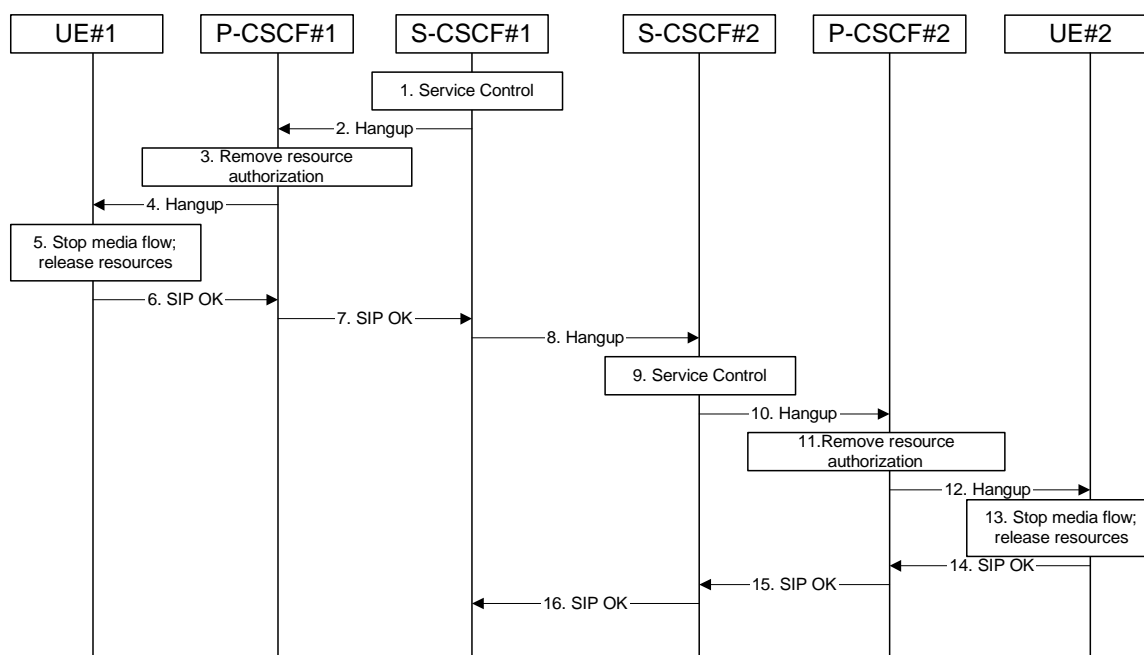 UE#1
P-CSCF#1
S-CSCF#1
S-CSCF#2
P-CSCF#2
UE#2
1. Service Control
2. Hangup
3. Remove resource
authorization
4. Hangup
5. Stop media flow;
release resources
6. SIP OK
7. SIP OK
8. Hangup
9. Service Control
10. Hangup
11.Remove resource
authorization
12. Hangup
13. Stop media flow;
release resources
14. SIP OK
15. SIP OK
16. SIP OK